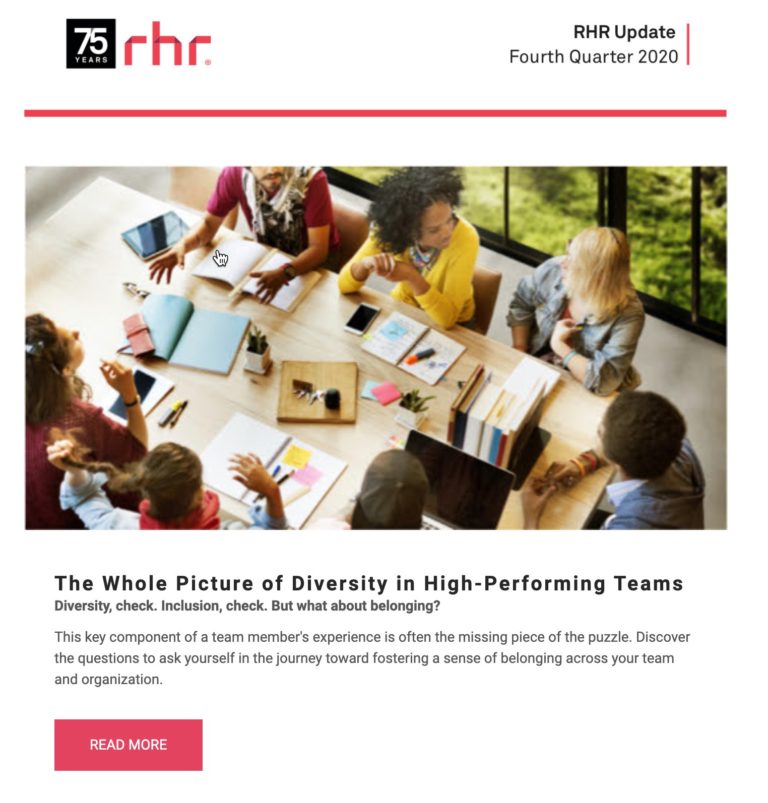 75
YEARS
rhr®
RHR Update
Fourth Quarter 2020
The Whole Picture of Diversity in High-Performing Teams
Diversity, check. Inclusion, check. But what about belonging?
This key component of a team member's experience is often the missing piece of the puzzle. Discover
the questions to ask yourself in the journey toward fostering a sense of belonging across your team
and organization.
READ MORE